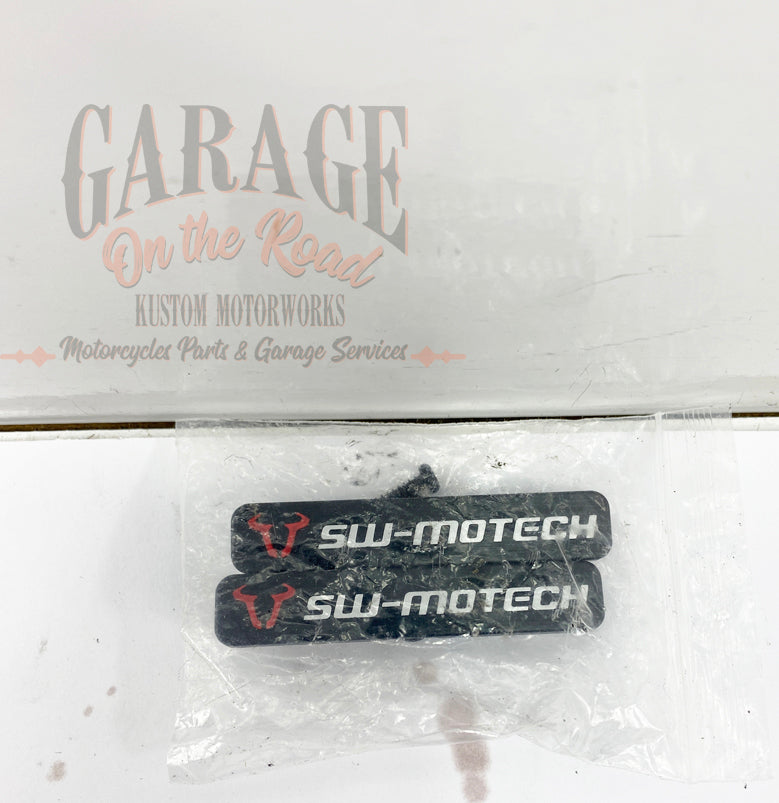 GARAGE
On the Road
KUSTOM MOTORWORKS
Motorcycles Parts & Garage Services
SW-MOTECH
SW-MOTECH